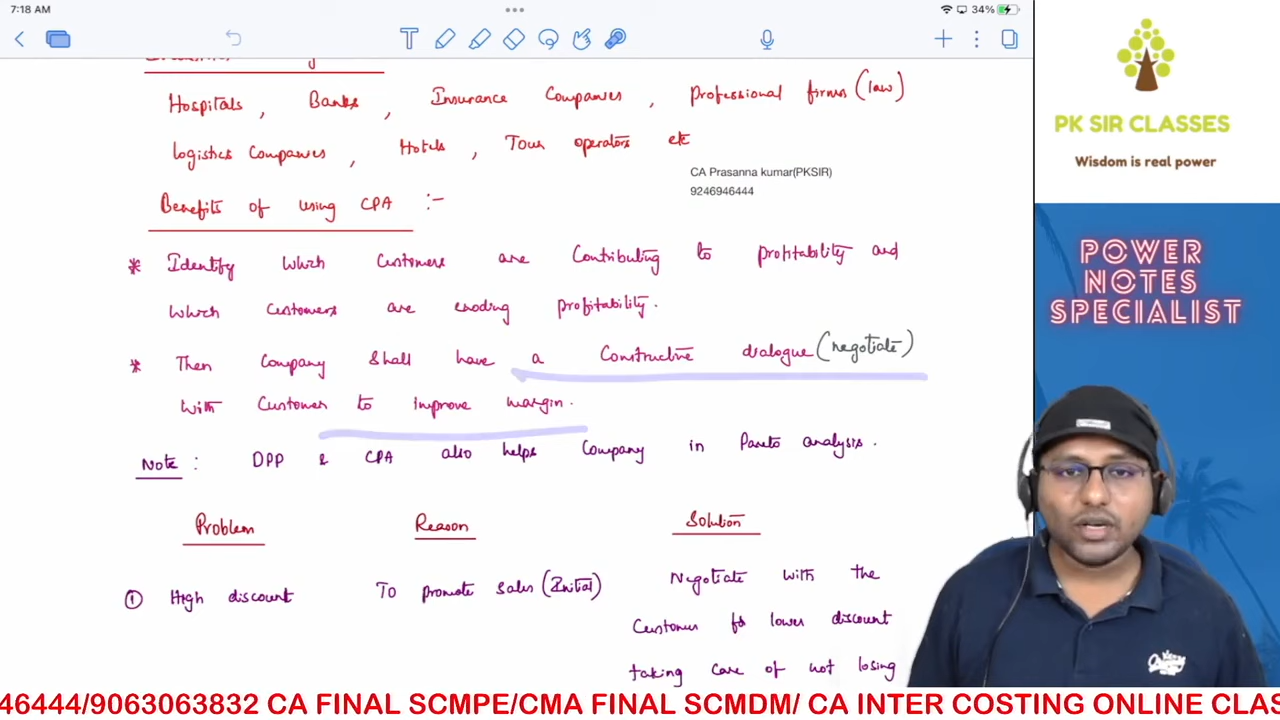 7:18 AM
34%
Hospitals, Banks, Insurance Companies, Professional firms (law)
logistics Companies, Hotels, Tour operators etc
CA Prasanna kumar(PKSIR)
9246946444
Benefits of using CPA :-
* Identify which customers are Contributing to profitability and
which customers are eroding profitability.
* Then Company Shall have a Constructive dialogue (negotiate)
with Customer to improve margin.
Note : DPP & CPA also helps Company in Pareto analysis.
Problem Reason Solution
① High discount To promote sales (Initial) Negotiate with the
Customer for lower discount
taking care of not losing
PK SIR CLASSES
Wisdom is real power
POWER
NOTES
SPECIALIST
46444/9063063832 CA FINAL SCMPE/CMA FINAL SCMDM/ CA INTER COSTING ONLINE CLAS